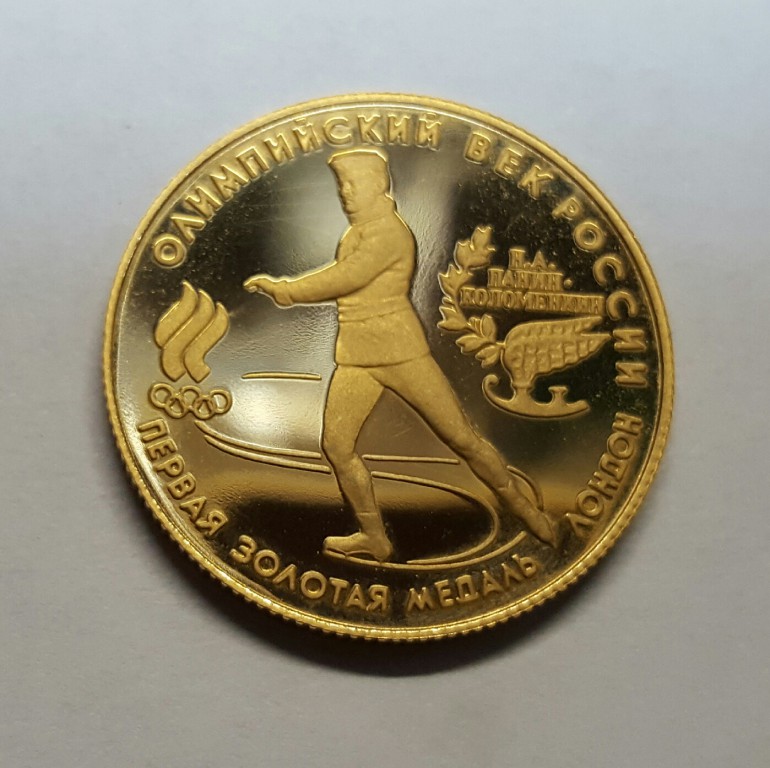 ОЛИМПИЙСКИЙ ВЕК РОССИИ
Н.А.
ПАНИН-
КОЛОМЕНКИН
ПЕРВАЯ ЗОЛОТАЯ МЕДАЛЬ
ЛОНДОН